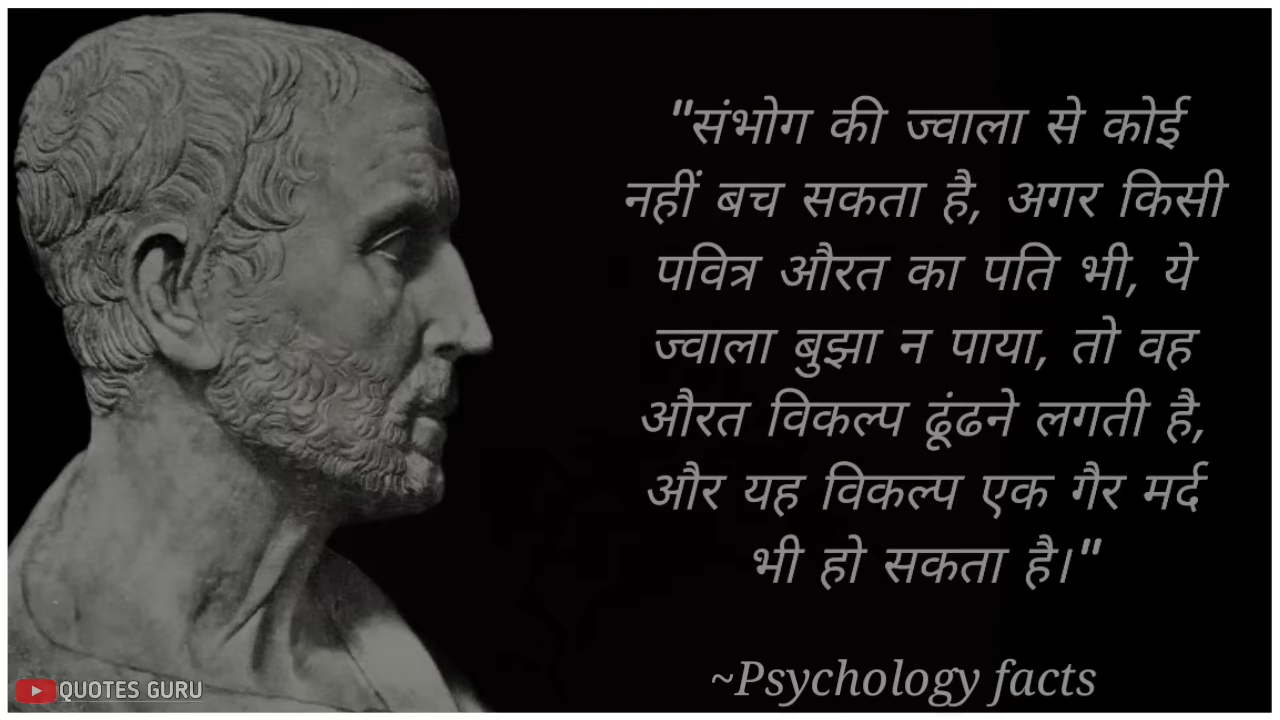 "संभोग की ज्वाला से कोई
नहीं बच सकता है, अगर किसी
पवित्र औरत का पति भी, ये
ज्वाला बुझा न पाया, तो वह
औरत विकल्प ढूंढने लगती है,
और यह विकल्प एक गैर मर्द
भी हो सकता है।"
~Psychology facts
QUOTES GURU